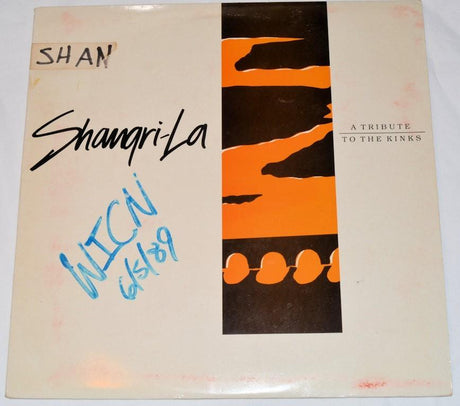 SHAN
Shangri-La
A TRIBUTE
TO THE KINKS
WICN
6/5/89